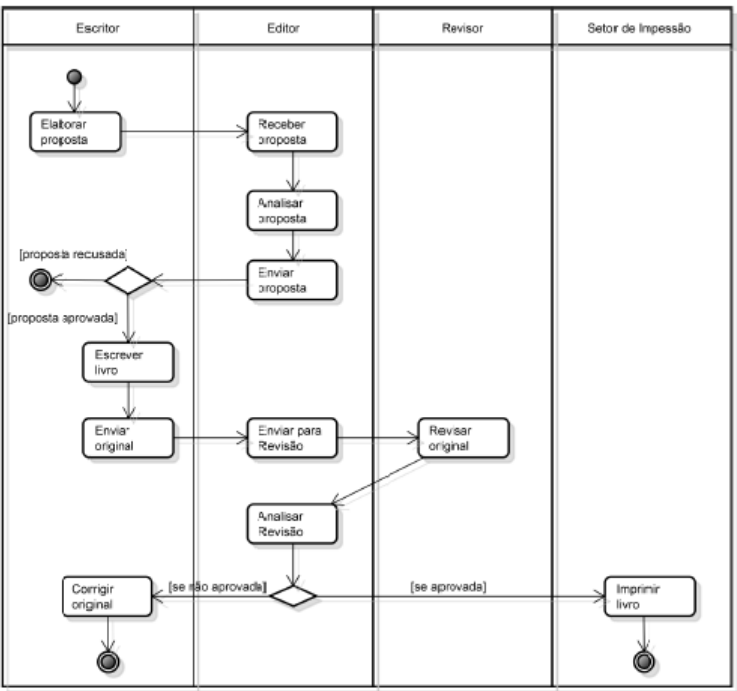 Escritor
Editor
Revisor
Setor de Impessão
Elaborar
proposta
Receber
proposta
Analisar
proposta
[proposta recusada]
Enviar
proposta
[proposta aprovada]
Escrever
livro
Enviar
original
Enviar para
Revisão
Revisar
original
Analisar
Revisão
Corrigir
original
[se não aprovada]
[se aprovada]
Imprimir
livro